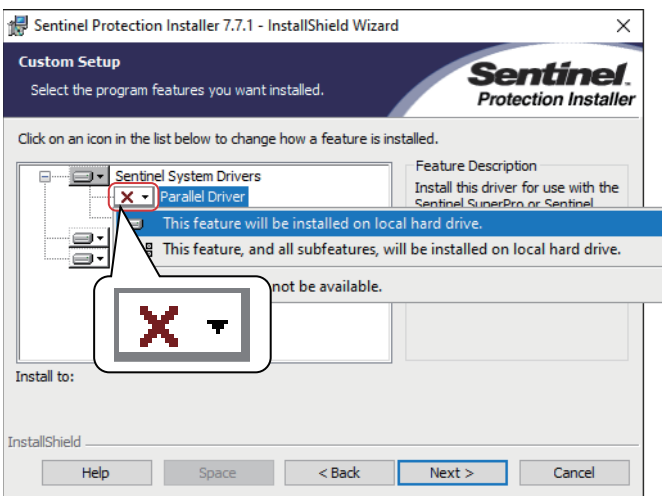 Sentinel Protection Installer 7.7.1 - InstallShield Wizard
Custom Setup
Select the program features you want installed.
Sentinel.
Protection Installer
Click on an icon in the list below to change how a feature is installed.
Sentinel System Drivers
Parallel Driver
Feature Description
Install this driver for use with the
Sentinel SuperPro or Sentinel
This feature will be installed on local hard drive.
This feature, and all subfeatures, will be installed on local hard drive.
not be available.
Install to:
InstallShield
Help
Space
< Back
Next >
Cancel